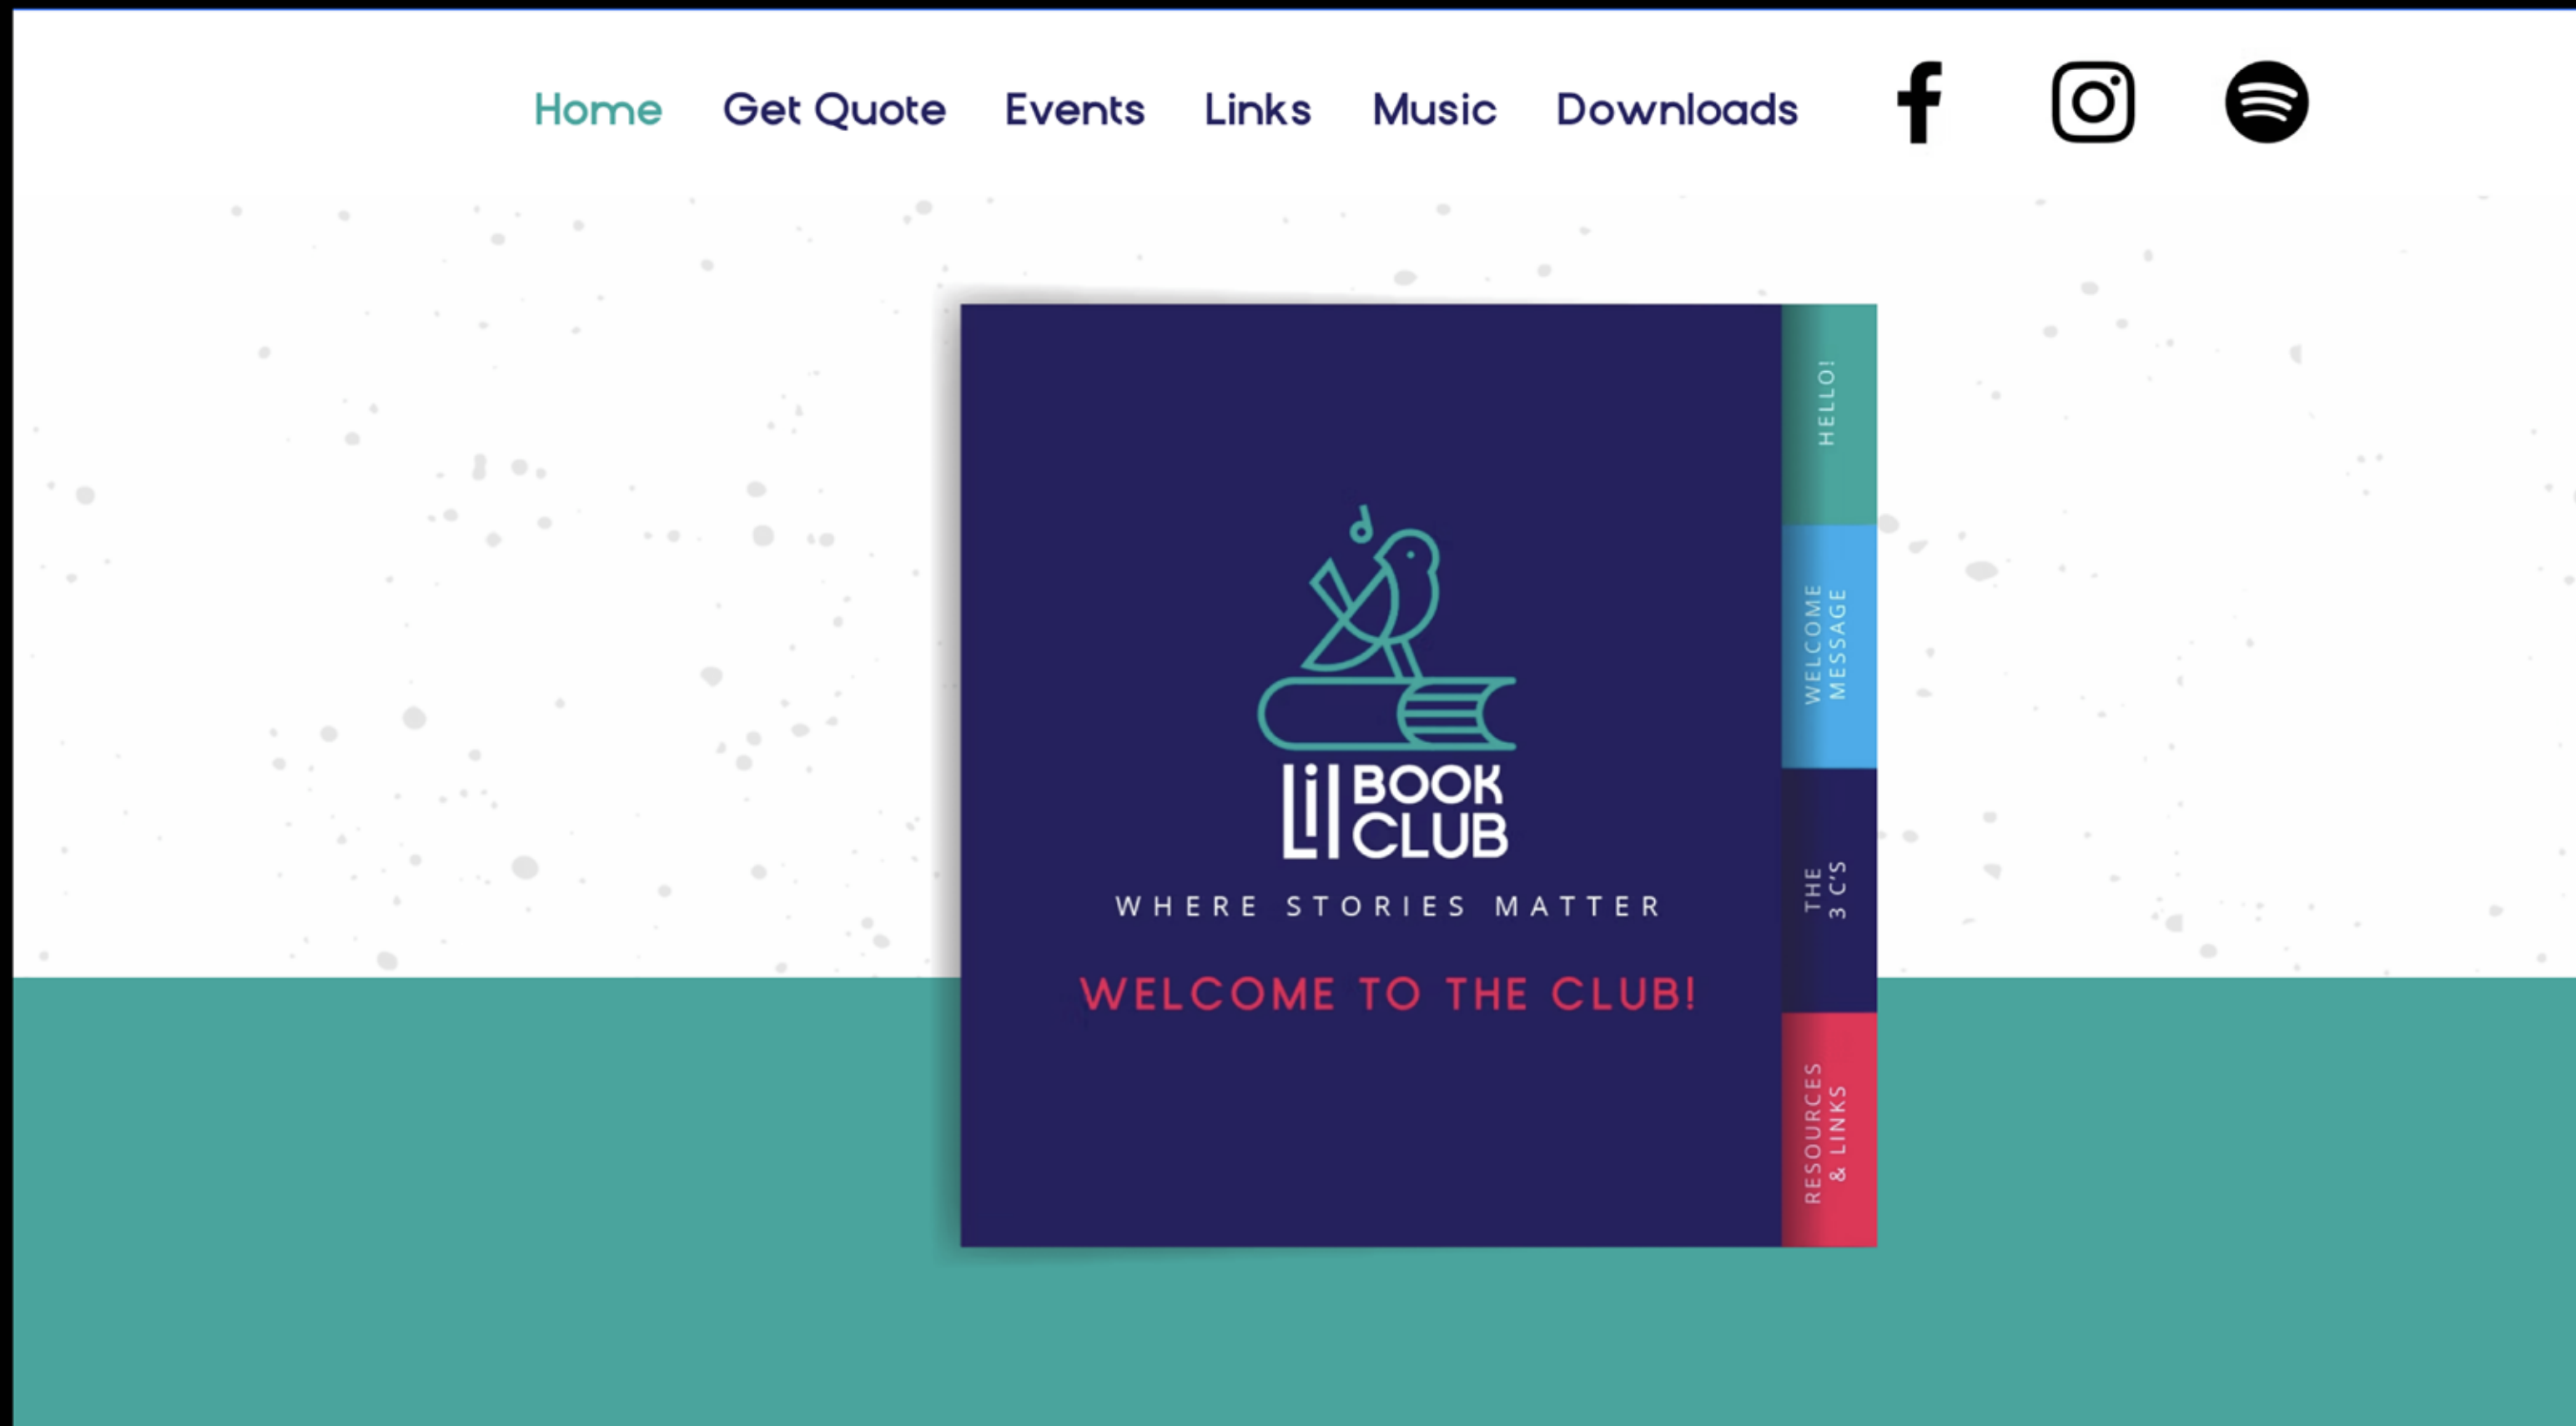 Home Get Quote Events Links Music Downloads
HELLO!
WELCOME
MESSAGE
THE
3 C'S
RESOURCES
& LINKS
Lil BOOK
CLUB
WHERE STORIES MATTER
WELCOME TO THE CLUB!